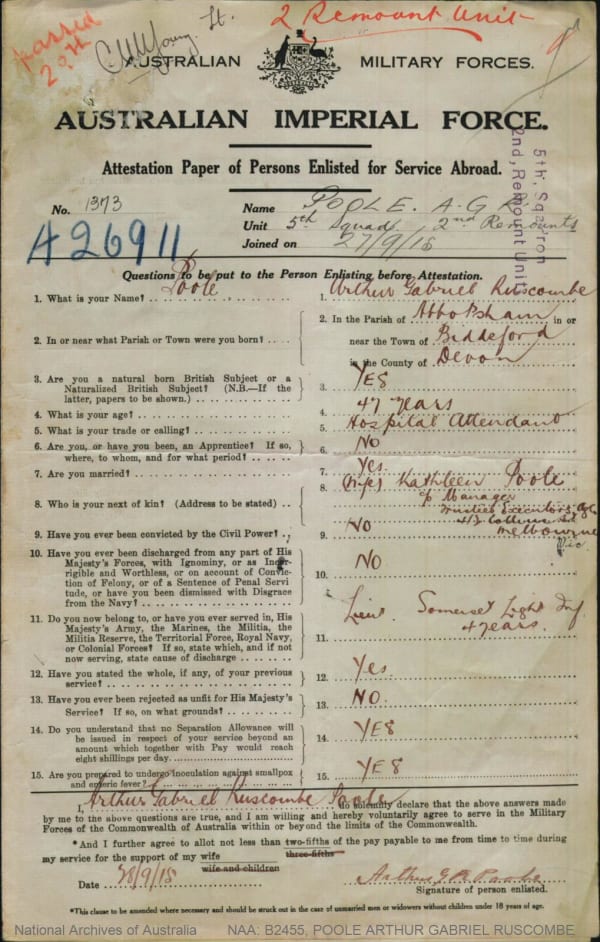 passed
2 Remount Unit
Lt.
AUSTRALIAN MILITARY FORCES.
AUSTRALIAN IMPERIAL FORCE.
Attestation Paper of Persons Enlisted for Service Abroad.
5th, Sqadron
2nd, Remount Unit
No. 1373
Name POOLE. A. G. R.
Unit 5th Squad. 2nd Remounts
Joined on 27/9/15
A26911
Questions to be put to the Person Enlisting before Attestation.
1. What is your Name? 1. Arthur Gabriel Ruscombe
Poole
2. In or near what Parish or Town were you born? 2. In the Parish of Abbotsham in or
near the Town of Biddeford
in the County of Devon
3. Are you a natural born British Subject or a
Naturalized British Subject? (N.B.—If the
latter, papers to be shown.) 3. YES
4. What is your age? 4. 47 years
5. What is your trade or calling? 5. Hospital Attendant
6. Are you, or have you been, an Apprentice? If so,
where, to whom, and for what period? 6. NO
7. Are you married? 7. Yes
8. Who is your next of kin? (Address to be stated) 8. (Wife) Kathleen Poole
c/o Manager
Trustees Executors
413 Collins St
Melbourne
Vic.
9. Have you ever been convicted by the Civil Power? 9. NO
10. Have you ever been discharged from any part of His
Majesty's Forces, with Ignominy, or as Incor-
rigible and Worthless, or on account of Convic-
tion of Felony, or of a Sentence of Penal Servi
tude, or have you been dismissed with Disgrace
from the Navy? 10. NO
11. Do you now belong to, or have you ever served in, His
Majesty's Army, the Marines, the Militia, the
Militia Reserve, the Territorial Force, Royal Navy,
or Colonial Forces? If so, state which, and if not
now serving, state cause of discharge 11. Lieut. Somerset Light Inf
4 years.
12. Have you stated the whole, if any, of your previous
service? 12. Yes
13. Have you ever been rejected as unfit for His Majesty's
Service? If so, on what grounds? 13. NO.
14. Do you understand that no Separation Allowance will
be issued in respect of your service beyond an
amount which together with Pay would reach
eight shillings per day 14. YES
15. Are you prepared to undergo inoculation against smallpox
and enteric fever? 15. YES
I, Arthur Gabriel Ruscombe Poole do solemnly declare that the above answers made
by me to the above questions are true, and I am willing and hereby voluntarily agree to serve in the Military
Forces of the Commonwealth of Australia within or beyond the limits of the Commonwealth.
*And I further agree to allot not less than two-fifths of the pay payable to me from time to time during
three-fifths
my service for the support of my wife
wife and children
Date 20/9/15 Arthur G R Poole
Signature of person enlisted.
*This clause to be amended where necessary and should be struck out in the case of unmarried men or widowers without children under 18 years of age.
National Archives of Australia NAA: B2455, POOLE ARTHUR GABRIEL RUSCOMBE